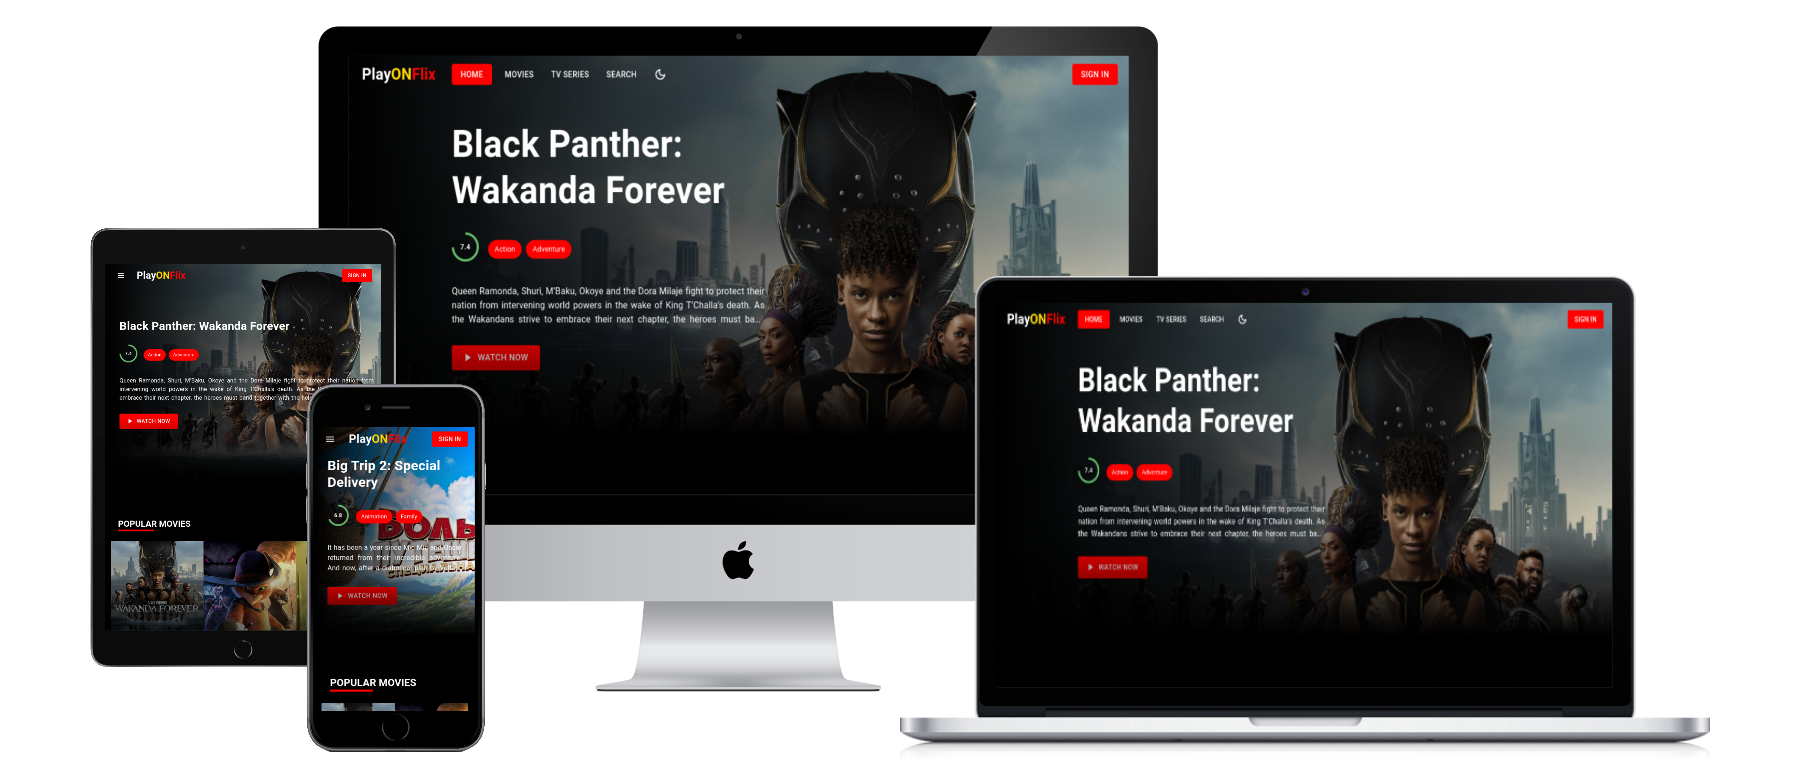 PlayONFlix HOME MOVIES TV SERIES SEARCH SIGN IN
Black Panther:
Wakanda Forever
7.4 Action Adventure
Queen Ramonda, Shuri, M'Baku, Okoye and the Dora Milaje fight to protect their
nation from intervening world powers in the wake of King T'Challa's death. As
the Wakandans strive to embrace their next chapter, the heroes must ba...
WATCH NOW
PlayONFlix SIGN IN
Black Panther: Wakanda Forever
7.4 Action Adventure
Queen Ramonda, Shuri, M'Baku, Okoye and the Dora Milaje fight to protect their nation from
intervening world powers in the wake of King T'Challa's death. As the
embrace their next chapter, the heroes must band together with the
WATCH NOW
POPULAR MOVIES
WAKANDA FOREVER
PlayONFlix SIGN IN
Big Trip 2: Special
Delivery
6.8 Animation Family
It has been a year since Mic Mic and Oscar
returned from their incredible adventure.
And now, after a diabolical plan by
WATCH NOW
POPULAR MOVIES
PlayONFlix HOME MOVIES TV SERIES SEARCH SIGN IN
Black Panther:
Wakanda Forever
7.4 Action Adventure
Queen Ramonda, Shuri, M'Baku, Okoye and the Dora Milaje fight to protect their
nation from intervening world powers in the wake of King T'Challa's death. As
the Wakandans strive to embrace their next chapter, the heroes must ba...
WATCH NOW